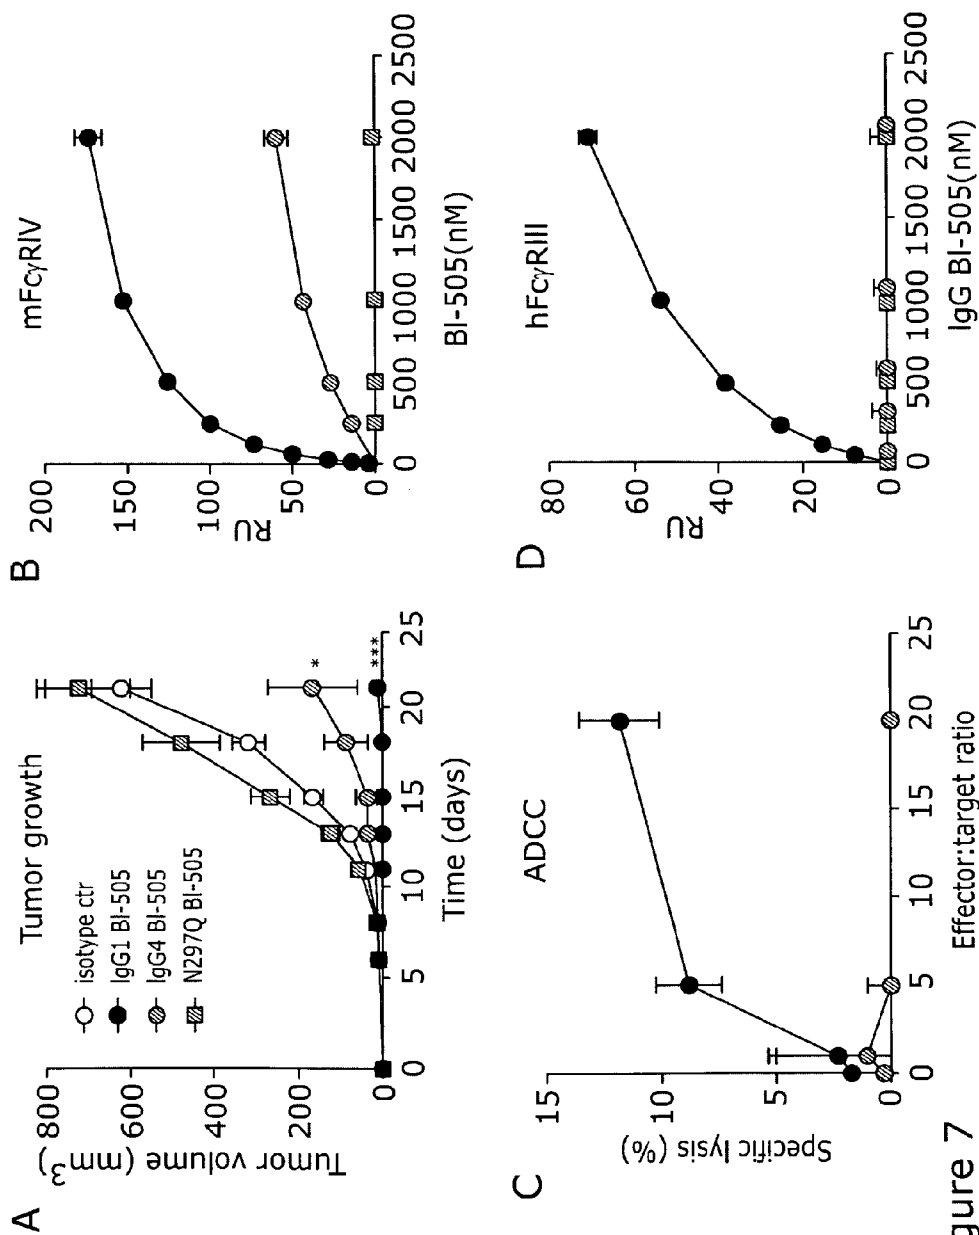 A
Tumor growth
Tumor volume (mm3)
800
600
400
200
0
isotype ctr
IgG1 BI-505
IgG4 BI-505
N297Q BI-505
*
***
0 5 10 15 20 25
Time (days)
B
mFcγRIV
RU
200
150
100
50
0
0 500 1000 1500 2000 2500
BI-505(nM)
C
ADCC
Specific lysis (%)
15
10
5
0
0 5 10 15 20 25
Effector:target ratio
D
hFcγRIII
RU
80
60
40
20
0
0 500 1000 1500 2000 2500
IgG BI-505(nM)
gure 7